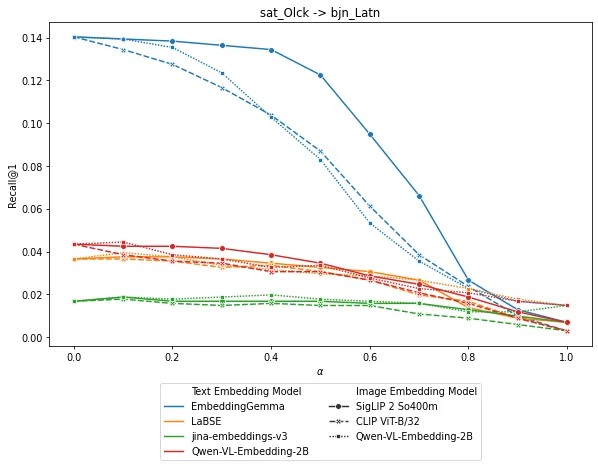 sat_Olck -> bjn_Latn
Recall@1
0.14
0.12
0.10
0.08
0.06
0.04
0.02
0.00
0.0 0.2 0.4 0.6 0.8 1.0
α
Text Embedding Model Image Embedding Model
EmbeddingGemma SigLIP 2 So400m
LaBSE CLIP ViT-B/32
jina-embeddings-v3 Qwen-VL-Embedding-2B
Qwen-VL-Embedding-2B